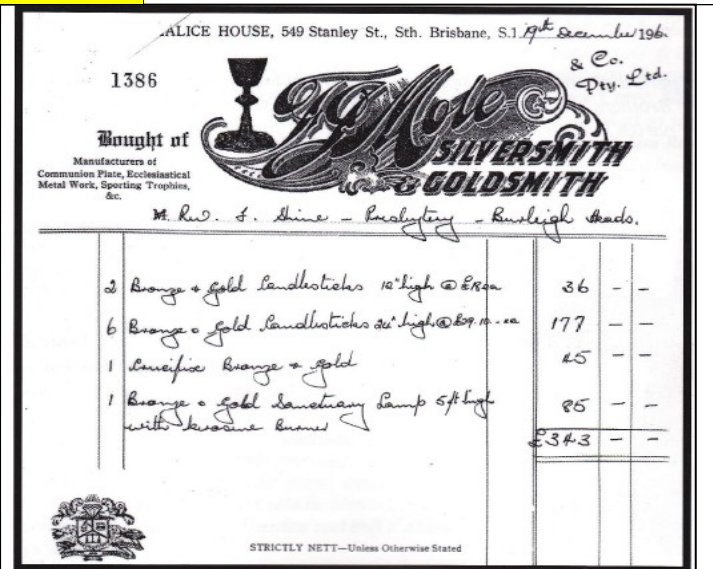 ALICE HOUSE, 549 Stanley St., Sth. Brisbane, S.1. 19th December 196
1386
& Co.
Pty. Ltd.
Bought of
Mole
SILVERSMITH
& GOLDSMITH
Manufacturers of
Communion Plate, Ecclesiastical
Metal Work, Sporting Trophies,
&c.
M Rev. F. Shine - Presbytery - Burleigh Heads.
2 Bronze & Gold Candlesticks 12" high @ £18 ea 36 - -
6 Bronze & Gold Candlesticks 24" high @ £29.10.- ea 177 - -
1 Crucifix Bronze & Gold 45 - -
1 Bronze & Gold Sanctuary Lamp 5ft high 85 - -
with kerosine Burner
£343 - -
STRICTLY NETT—Unless Otherwise Stated